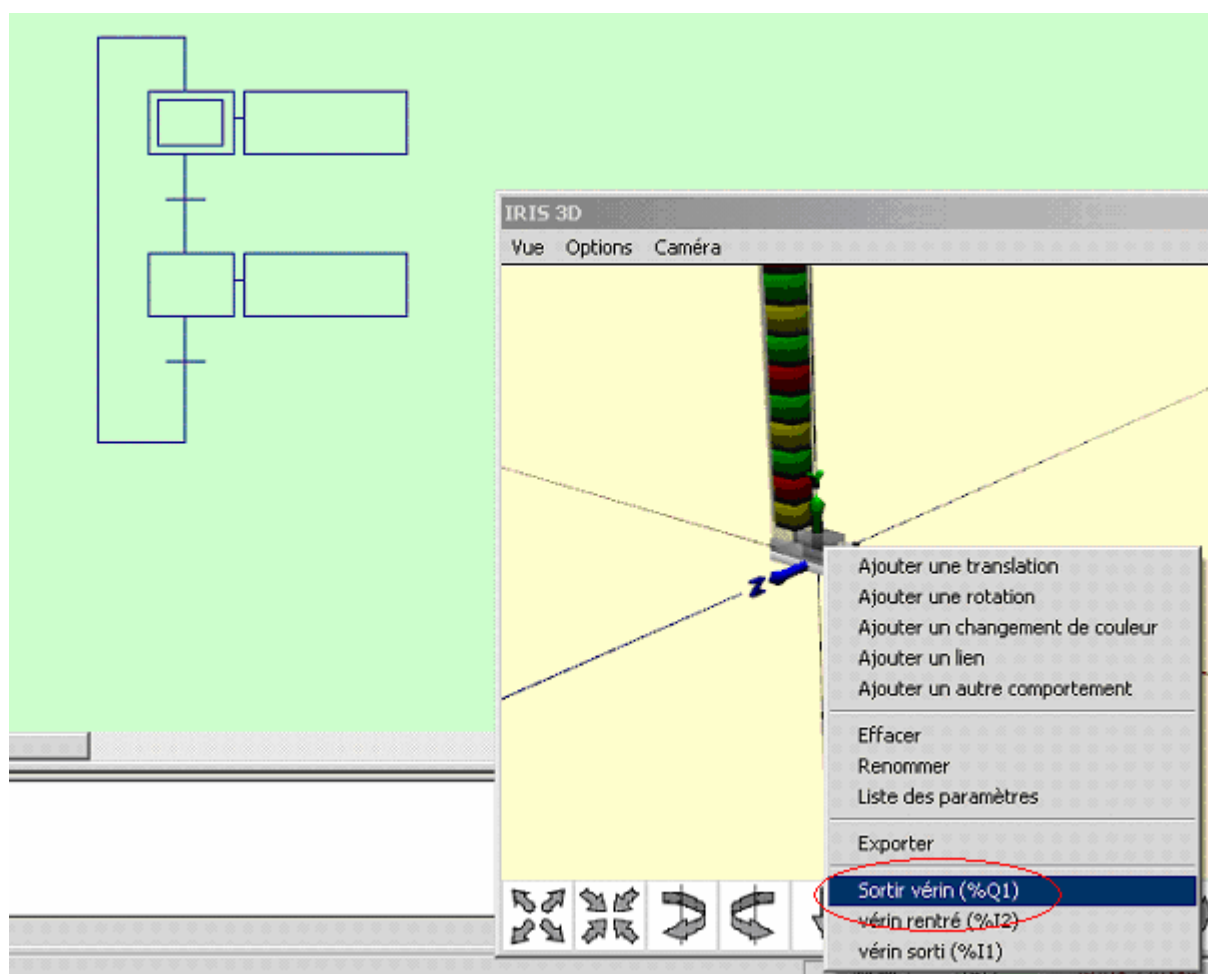 IRIS 3D
Vue Options Caméra
Z
Ajouter une translation
Ajouter une rotation
Ajouter un changement de couleur
Ajouter un lien
Ajouter un autre comportement
Effacer
Renommer
Liste des paramètres
Exporter
Sortir vérin (%Q1)
vérin rentré (%I2)
vérin sorti (%I1)